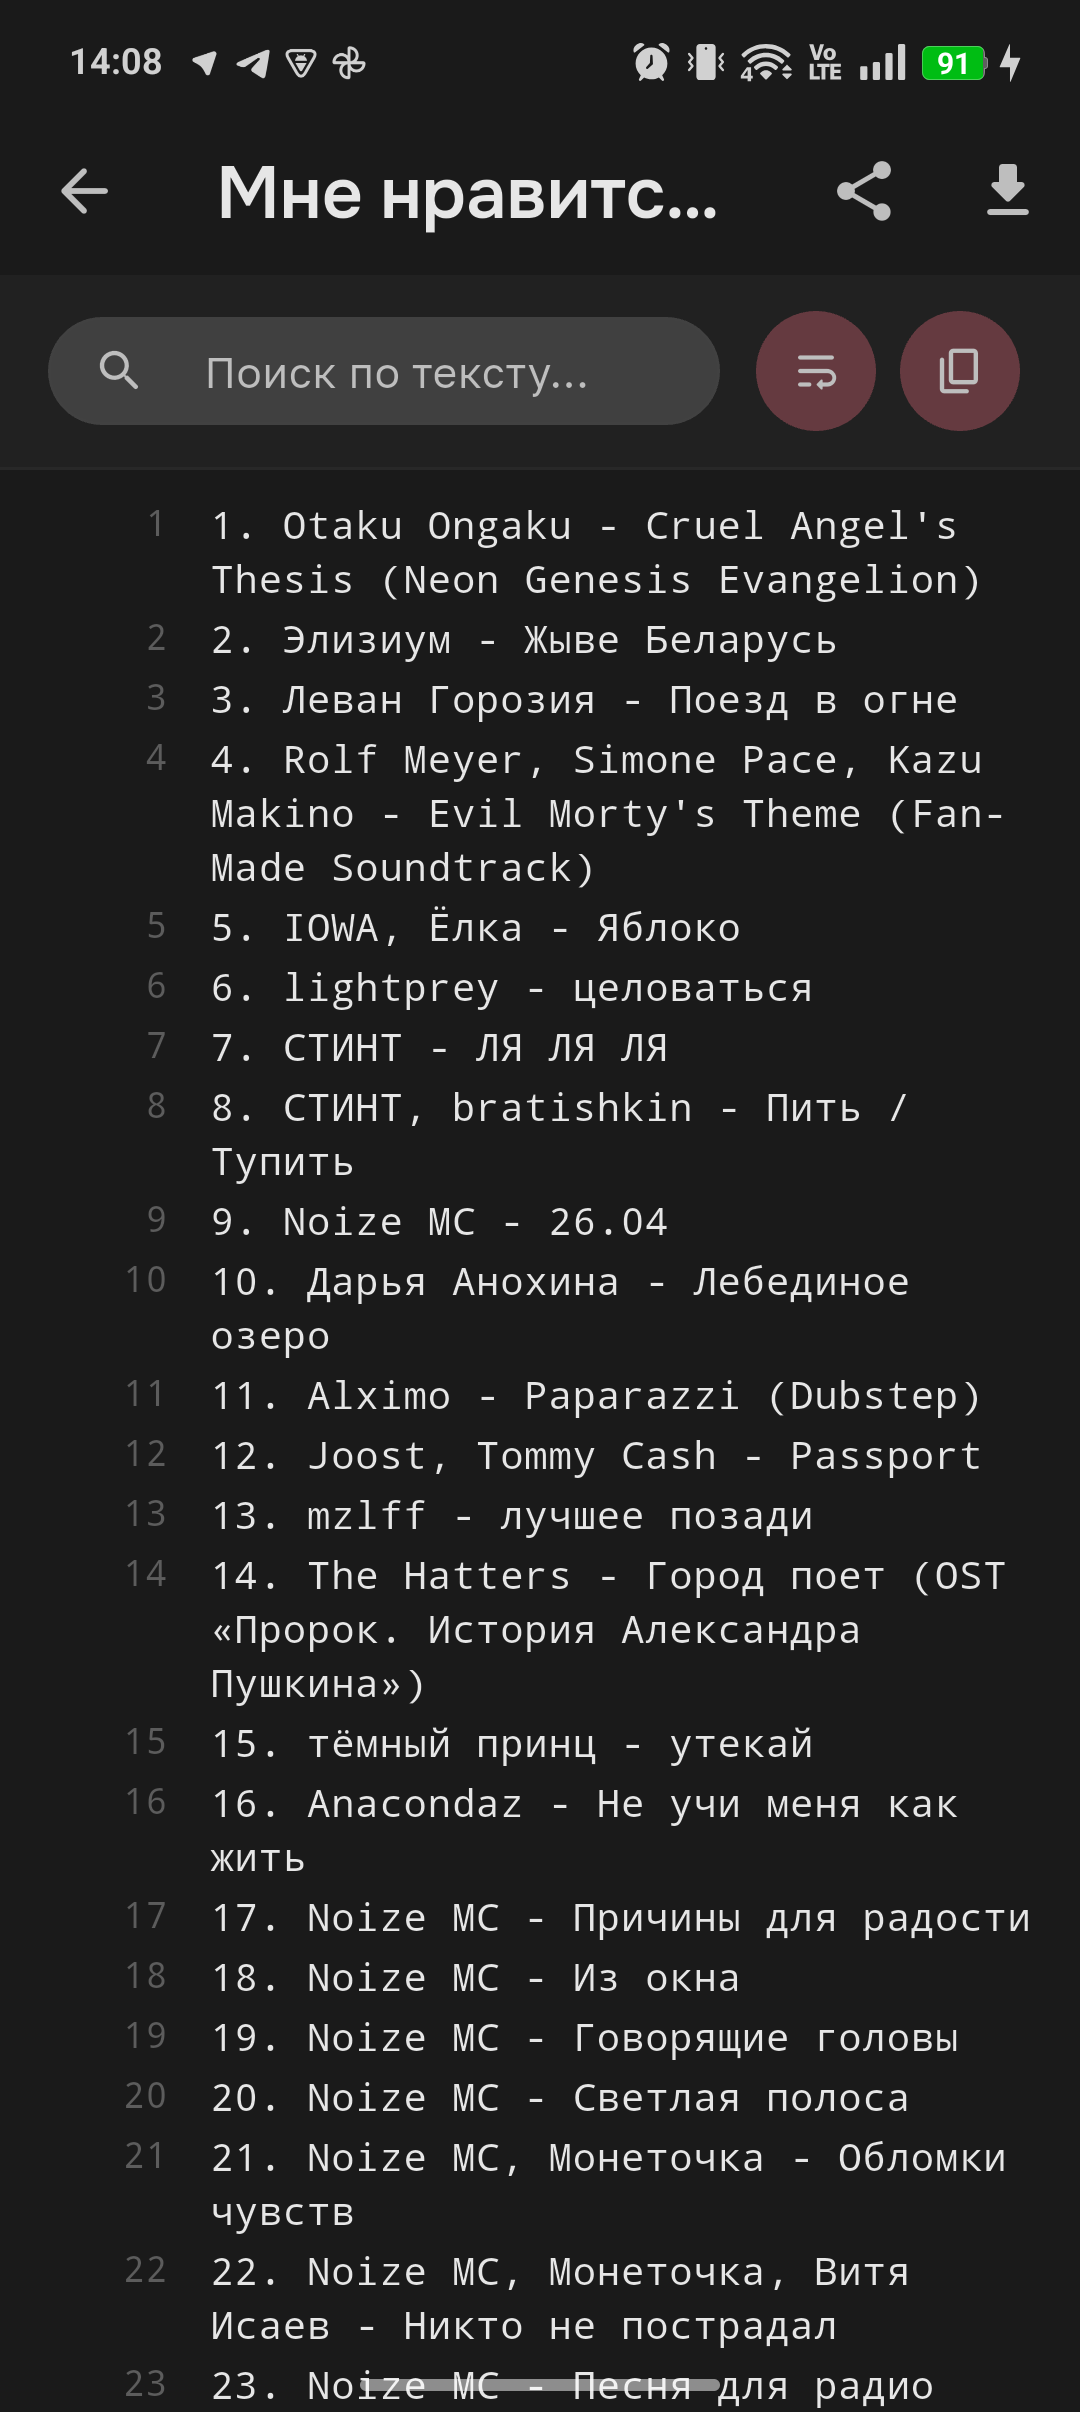 14:08
4
Vo LTE
91
Мне нравитс...
Поиск по тексту...
1 1. Otaku Ongaku - Cruel Angel's
Thesis (Neon Genesis Evangelion)
2 2. Элизиум - Жыве Беларусь
3 3. Леван Горозия - Поезд в огне
4 4. Rolf Meyer, Simone Pace, Kazu
Makino - Evil Morty's Theme (Fan-
Made Soundtrack)
5 5. IOWA, Ёлка - Яблоко
6 6. lightprey - целоваться
7 7. СТИНТ - ЛЯ ЛЯ ЛЯ
8 8. СТИНТ, bratishkin - Пить /
Тупить
9 9. Noize MC - 26.04
10 10. Дарья Анохина - Лебединое
озеро
11 11. Alximo - Paparazzi (Dubstep)
12 12. Joost, Tommy Cash - Passport
13 13. mzlff - лучшее позади
14 14. The Hatters - Город поет (OST
«Пророк. История Александра
Пушкина»)
15 15. тёмный принц - утекай
16 16. Anacondaz - Не учи меня как
жить
17 17. Noize MC - Причины для радости
18 18. Noize MC - Из окна
19 19. Noize MC - Говорящие головы
20 20. Noize MC - Светлая полоса
21 21. Noize MC, Монеточка - Обломки
чувств
22 22. Noize MC, Монеточка, Витя
Исаев - Никто не пострадал
23 23. Noize MC - Песня для радио